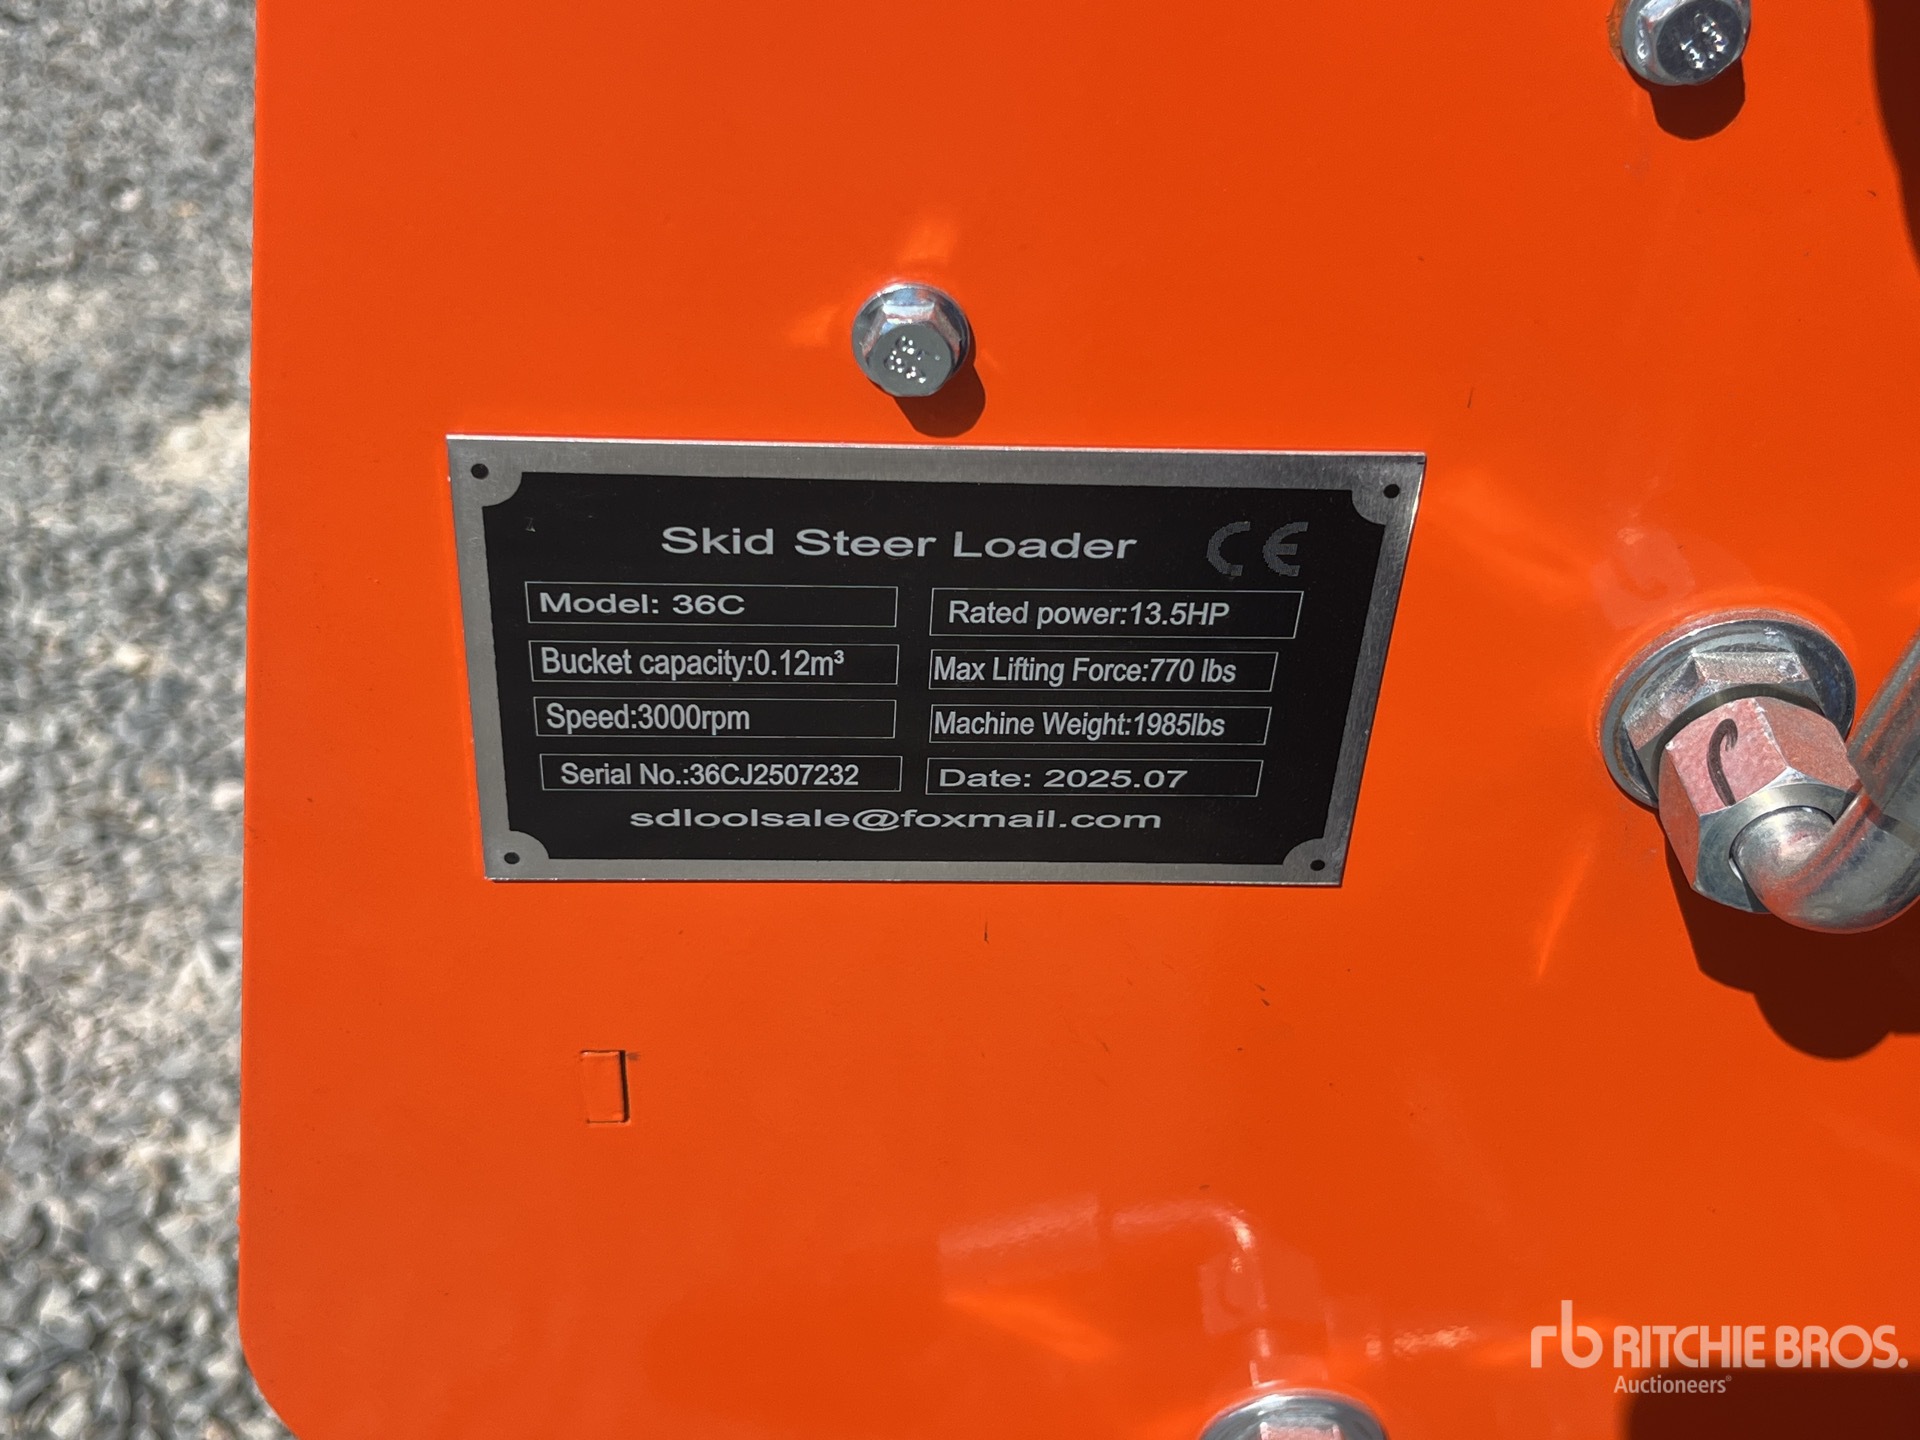 Skid Steer Loader CE
Model: 36C
Rated power:13.5HP
Bucket capacity:0.12m³
Max Lifting Force:770 lbs
Speed:3000rpm
Machine Weight:1985lbs
Serial No.:36CJ2507232
Date: 2025.07
sdloolsale@foxmail.com
rb RITCHIE BROS.
Auctioneers®